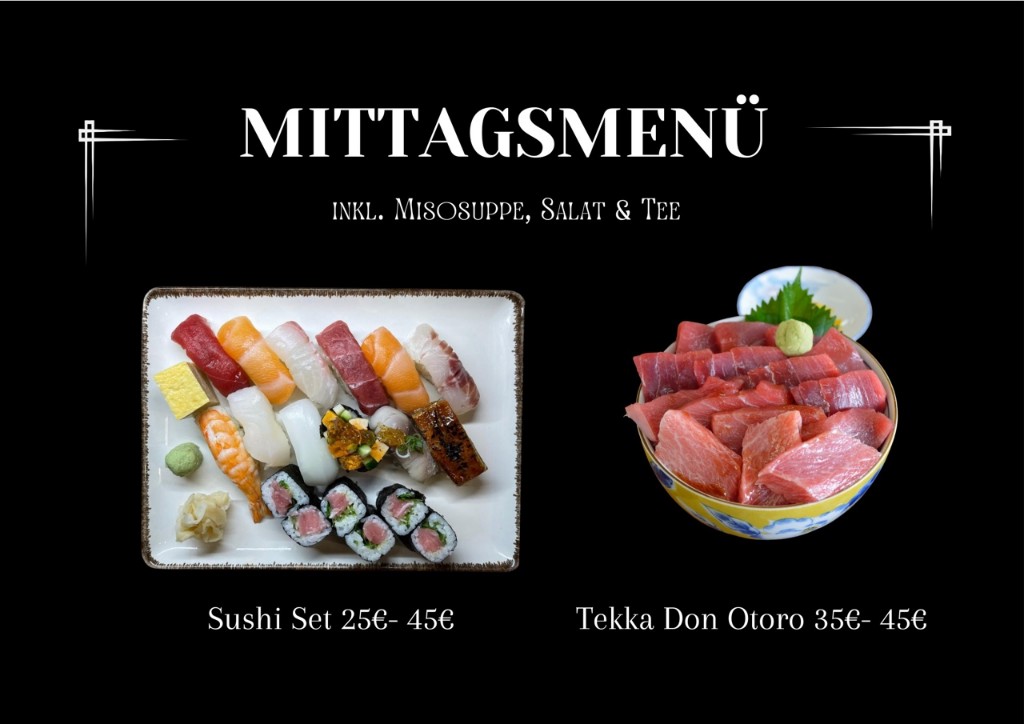 MITTAGSMENÜ
inkl. Misosuppe, Salat & Tee
Sushi Set 25€- 45€
Tekka Don Otoro 35€- 45€